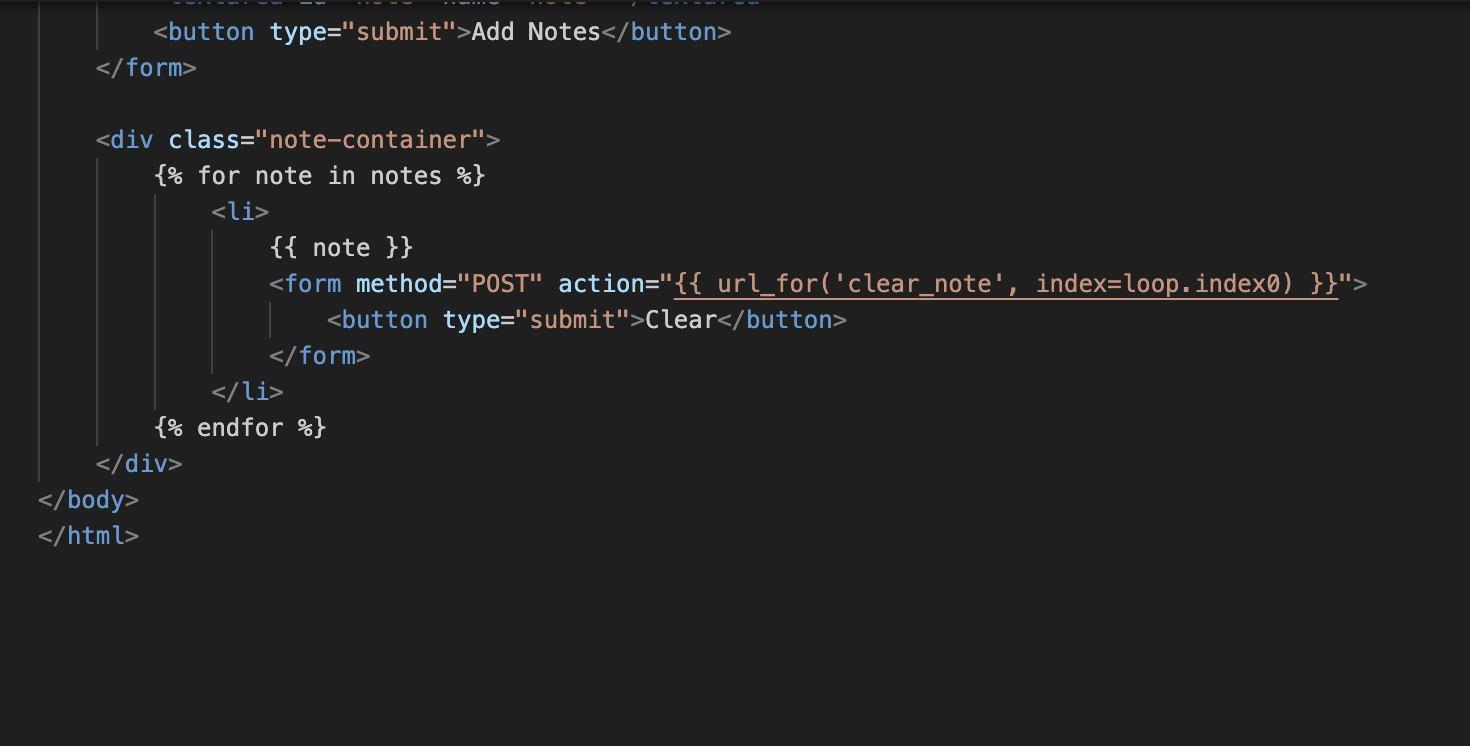 <button type="submit">Add Notes</button>
</form>
<div class="note-container">
{% for note in notes %}
<li>
{{ note }}
<form method="POST" action="{{ url_for('clear_note', index=loop.index0) }}">
<button type="submit">Clear</button>
</form>
</li>
{% endfor %}
</div>
</body>
</html>